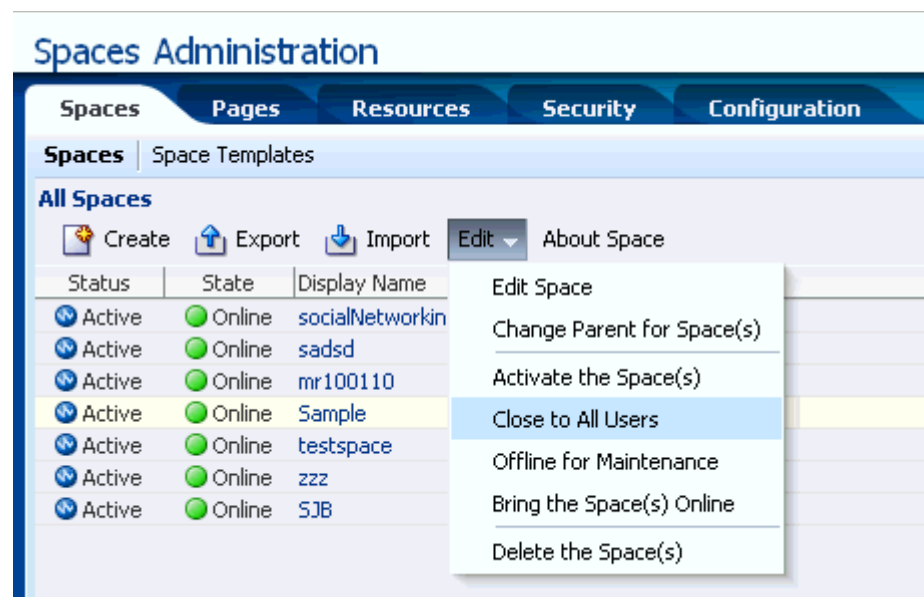 Spaces Administration
Spaces Pages Resources Security Configuration
Spaces Space Templates
All Spaces
Create Export Import Edit About Space
Status State Display Name
Active Online socialNetworkin
Active Online sadsd
Active Online mr100110
Active Online Sample
Active Online testspace
Active Online zzz
Active Online SJB
Edit Space
Change Parent for Space(s)
Activate the Space(s)
Close to All Users
Offline for Maintenance
Bring the Space(s) Online
Delete the Space(s)